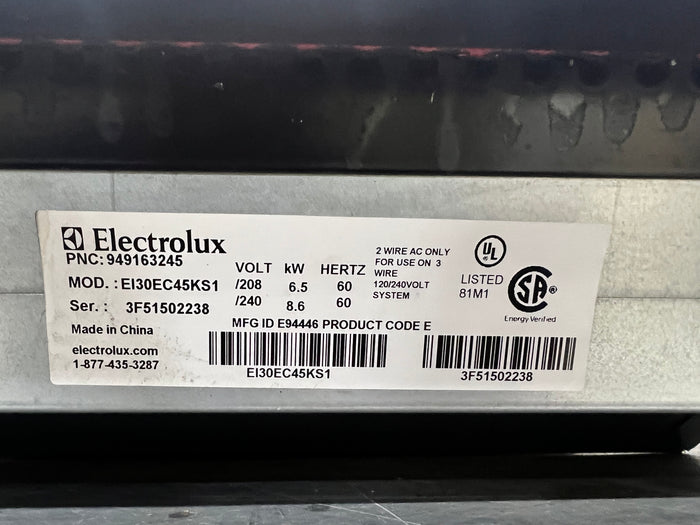 Electrolux
PNC: 949163245
MOD. : EI30EC45KS1
Ser. : 3F51502238
Made in China
electrolux.com
1-877-435-3287
VOLT kW HERTZ
/208 6.5 60
/240 8.6 60
2 WIRE AC ONLY
FOR USE ON 3
WIRE
120/240VOLT
SYSTEM
MFG ID E94446 PRODUCT CODE E
EI30EC45KS1
3F51502238
UL
LISTED
81M1
SA ®
Energy Verified